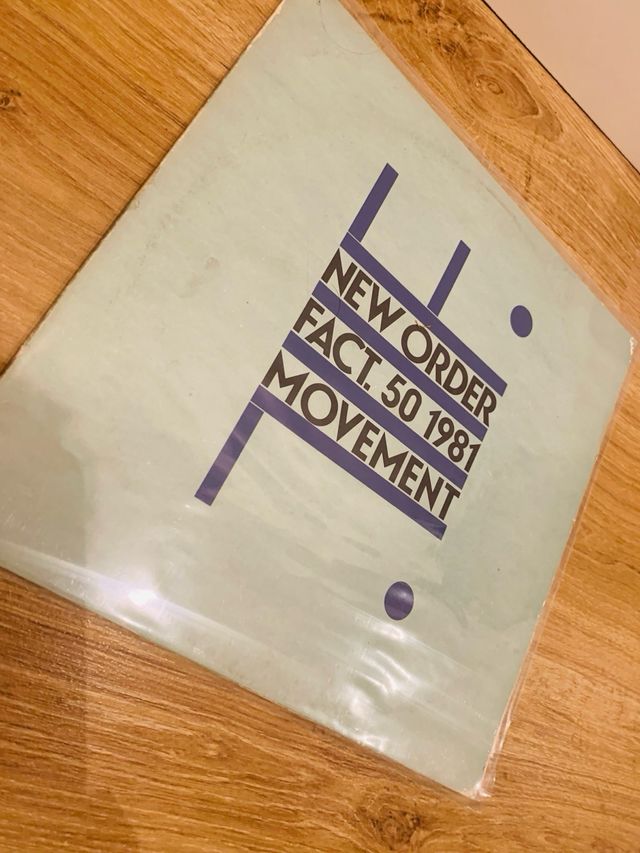 NEW ORDER
FACT. 50 1981
MOVEMENT